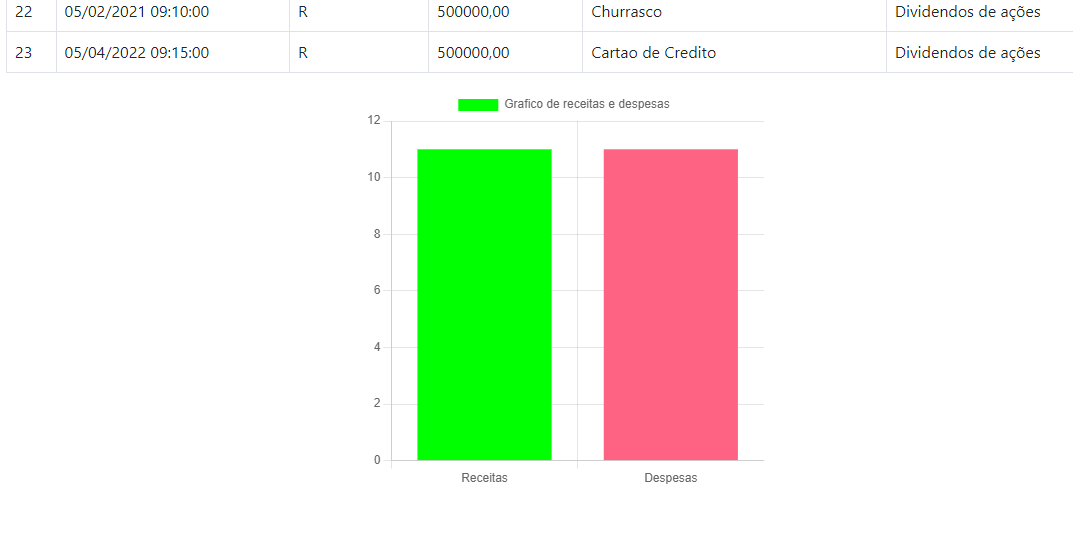 22 05/02/2021 09:10:00 R 500000,00 Churrasco Dividendos de ações
23 05/04/2022 09:15:00 R 500000,00 Cartao de Credito Dividendos de ações
Grafico de receitas e despesas
12
10
8
6
4
2
0
Receitas Despesas